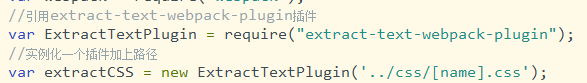 //引用extract-text-webpack-plugin插件
var ExtractTextPlugin = require("extract-text-webpack-plugin");
//实例化一个插件加上路径
var extractCSS = new ExtractTextPlugin('../css/[name].css');